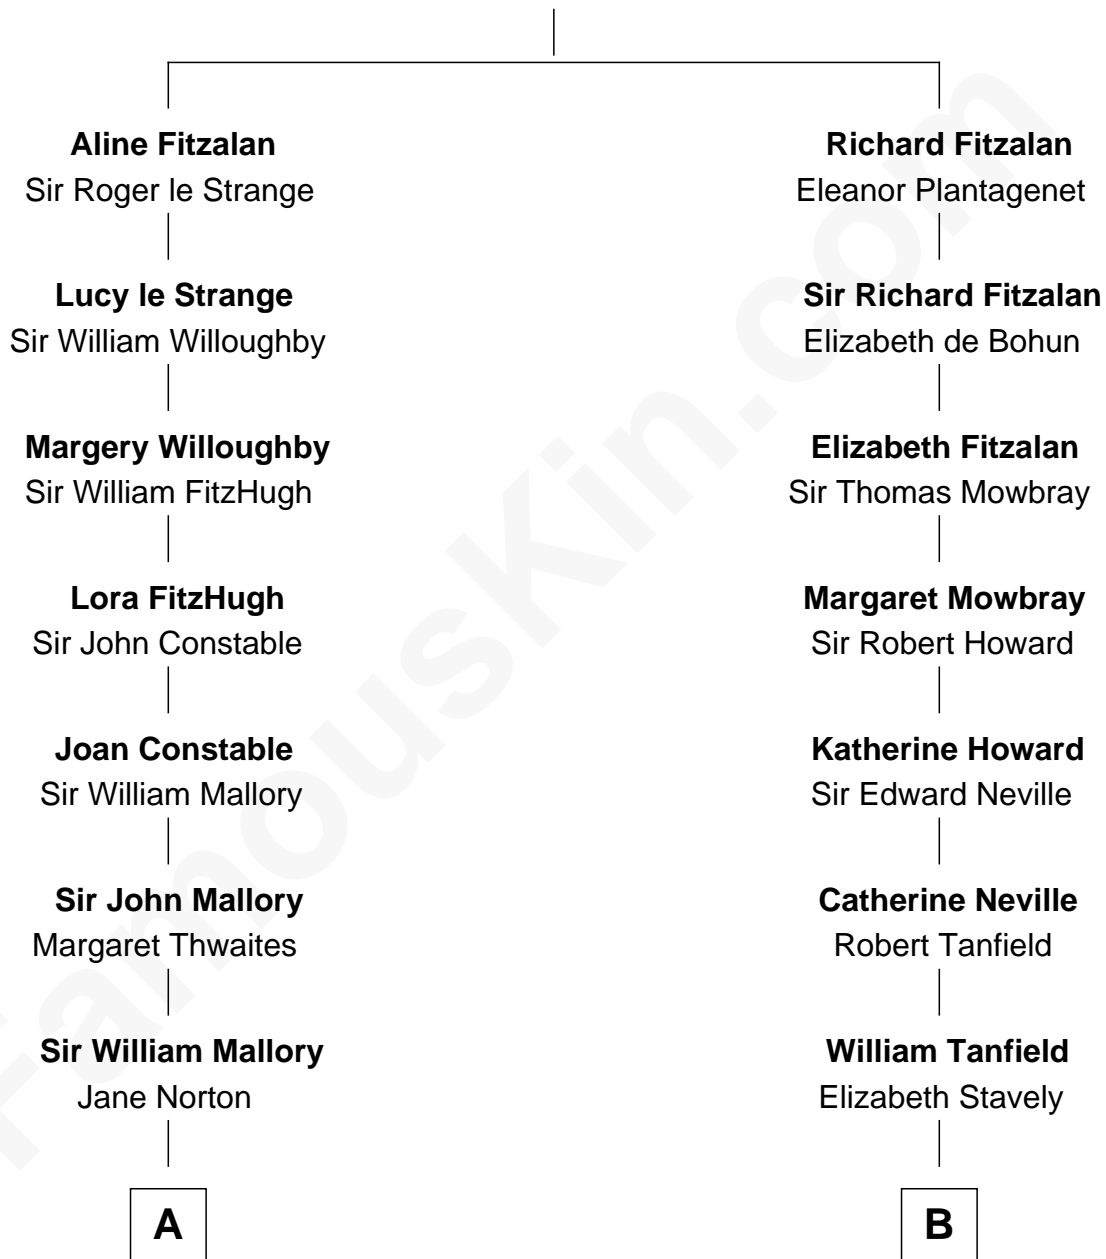 Aline Fitzalan
Sir Roger le Strange
Lucy le Strange
Sir William Willoughby
Margery Willoughby
Sir William FitzHugh
Lora FitzHugh
Sir John Constable
Joan Constable
Sir William Mallory
Sir John Mallory
Margaret Thwaites
Sir William Mallory
Jane Norton
A
Richard Fitzalan
Eleanor Plantagenet
Sir Richard Fitzalan
Elizabeth de Bohun
Elizabeth Fitzalan
Sir Thomas Mowbray
Margaret Mowbray
Sir Robert Howard
Katherine Howard
Sir Edward Neville
Catherine Neville
Robert Tanfield
William Tanfield
Elizabeth Stavely
B
FamousKin.com